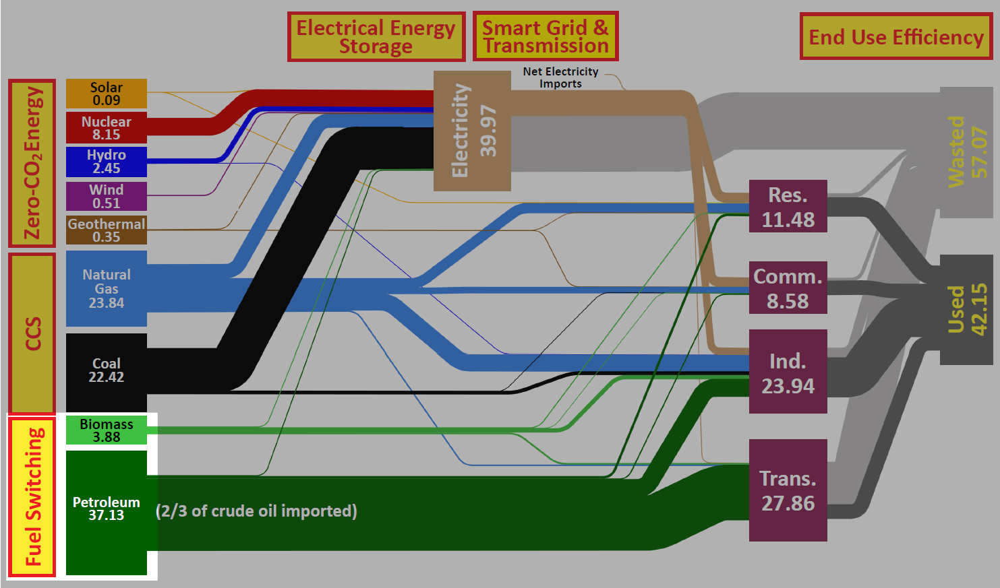 Electrical Energy
Storage
Smart Grid &
Transmission
End Use Efficiency
Net Electricity
Imports
Zero-CO2 Energy
Solar
0.09
Nuclear
8.15
Hydro
2.45
Wind
0.51
Geothermal
0.35
CCS
Natural
Gas
23.84
Coal
22.42
Fuel Switching
Biomass
3.88
Petroleum
37.13
(2/3 of crude oil imported)
Electricity
39.97
Res.
11.48
Comm.
8.58
Ind.
23.94
Trans.
27.86
Wasted
57.07
Used
42.15